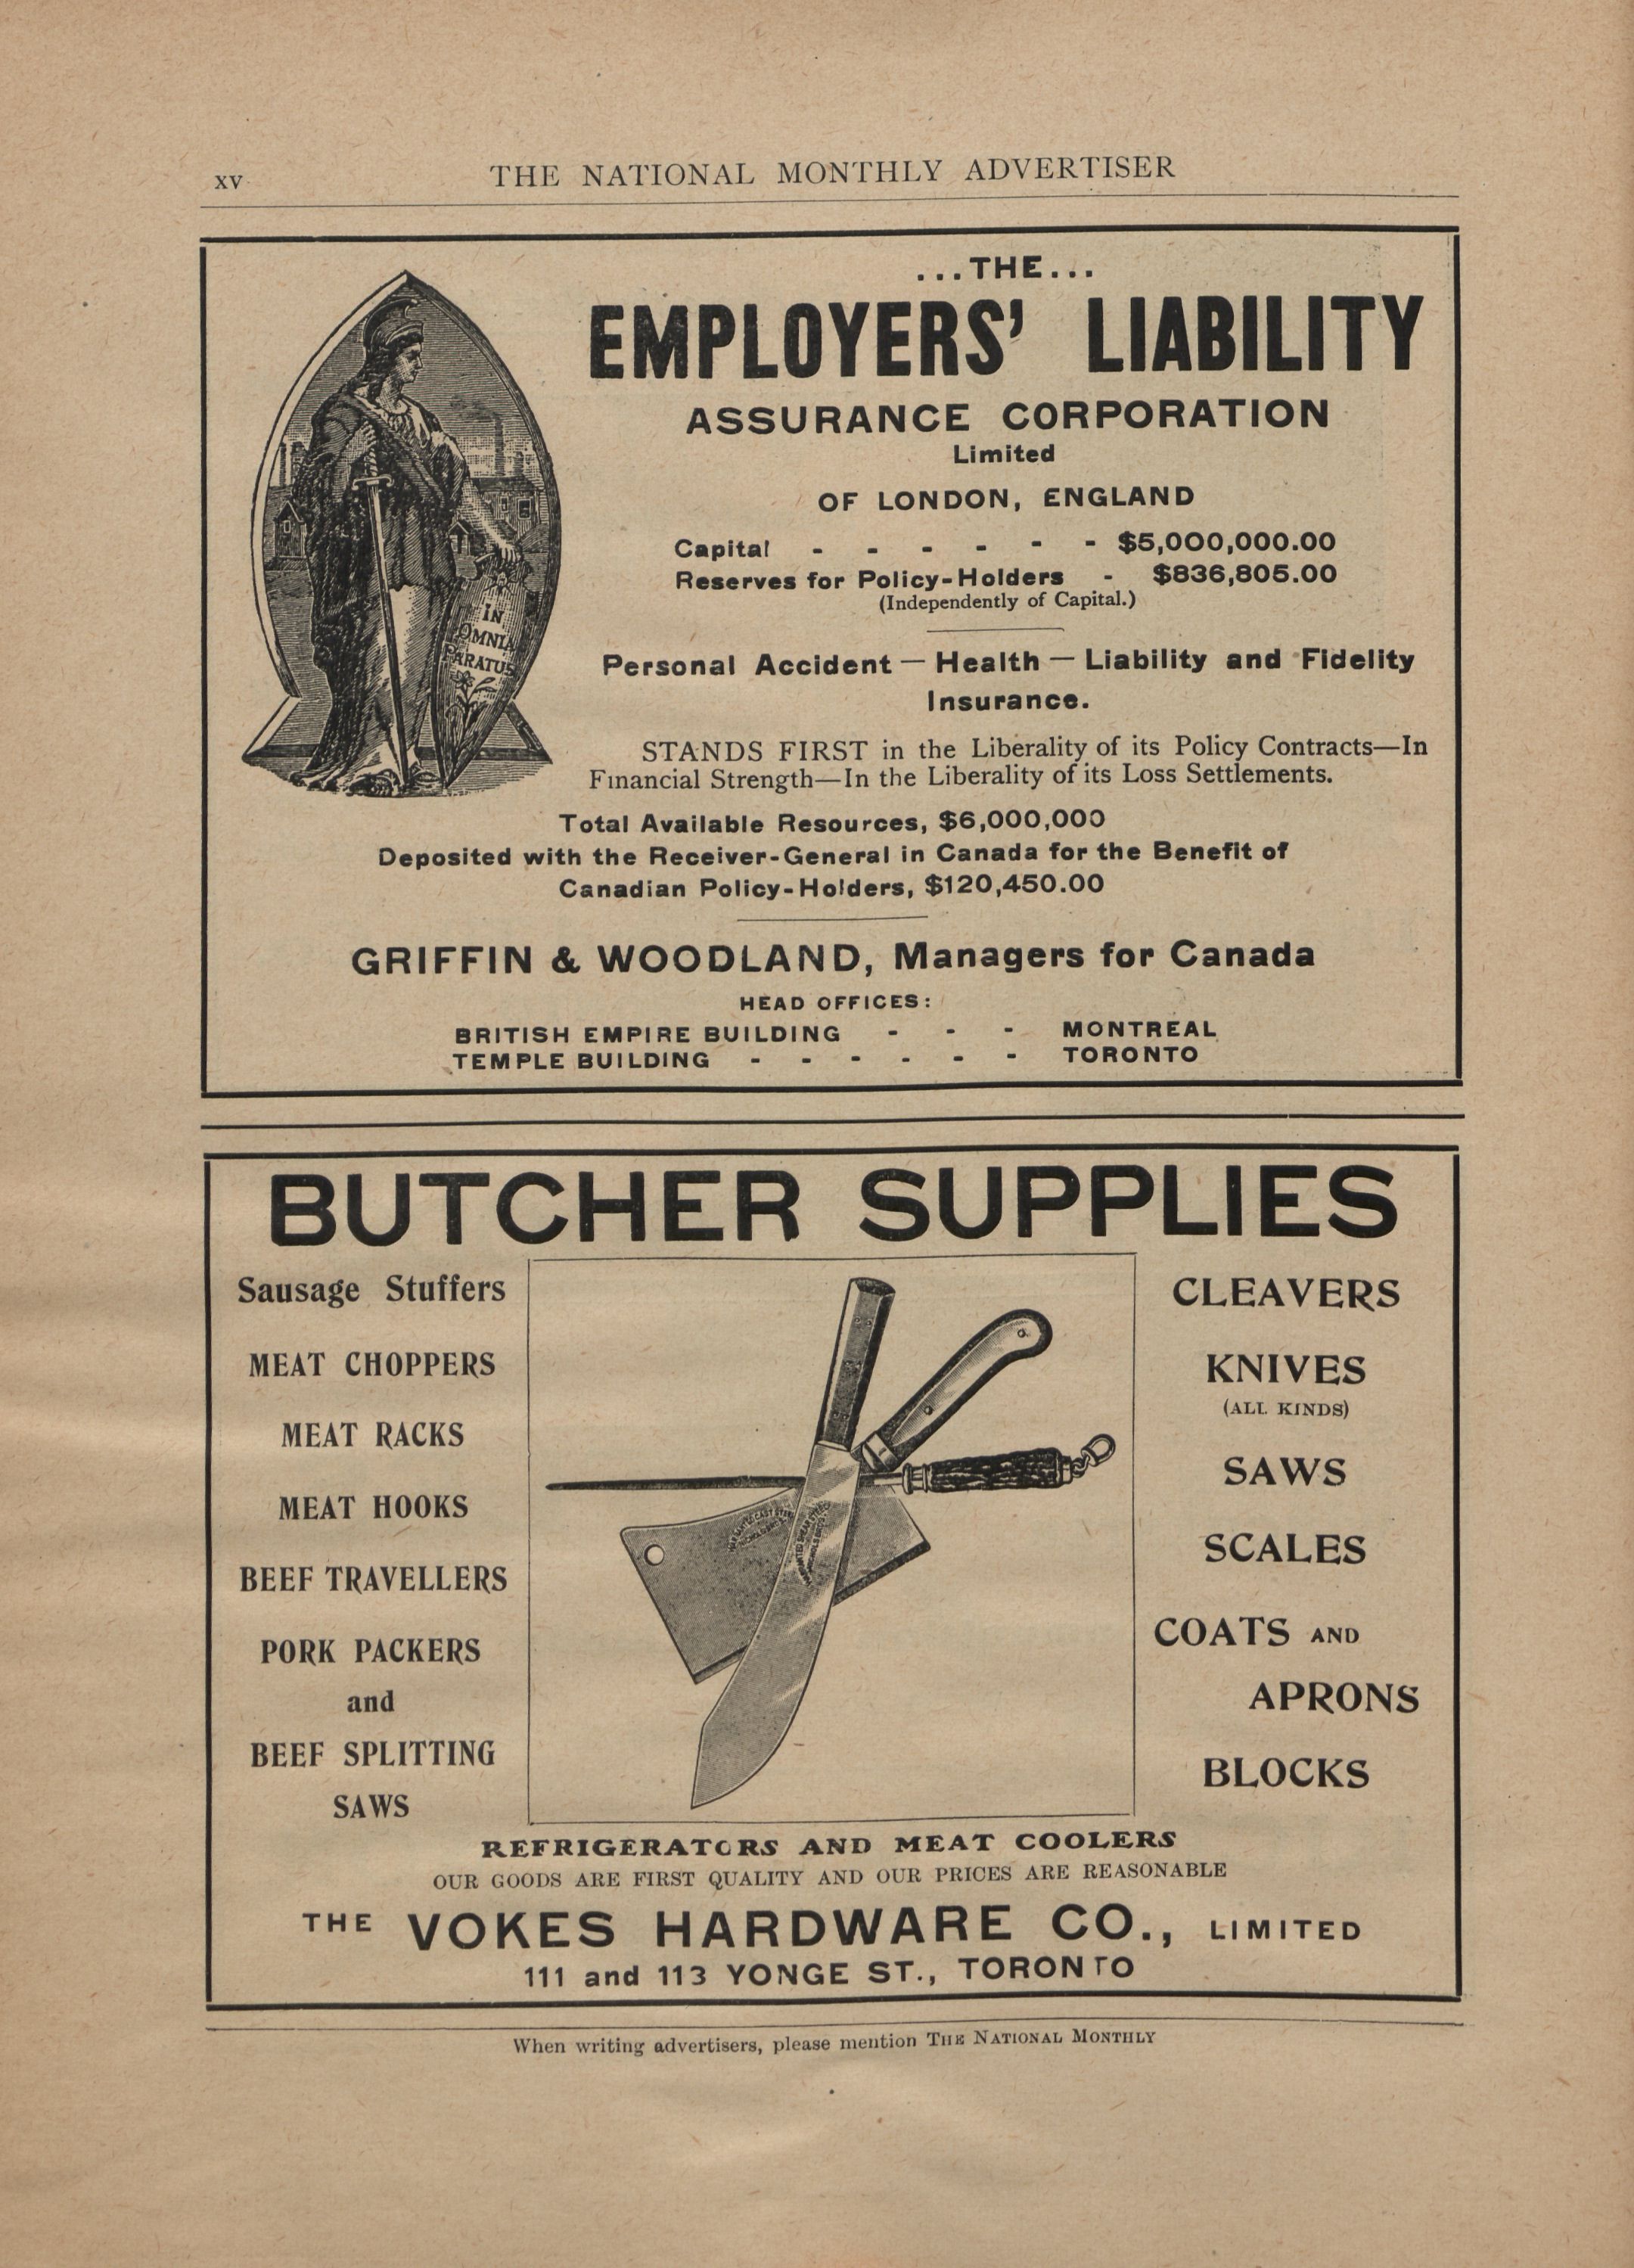 xv
THE NATIONAL MONTHLY ADVERTISER
...THE...
EMPLOYERS' LIABILITY
ASSURANCE CORPORATION
Limited
OF LONDON, ENGLAND
Capital - - - - - - $5,000,000.00
Reserves for Policy-Holders - $836,805.00
(Independently of Capital.)
IN
OMNIA
PARATUS
Personal Accident — Health — Liability and Fidelity
Insurance.
STANDS FIRST in the Liberality of its Policy Contracts—In
Financial Strength—In the Liberality of its Loss Settlements.
Total Available Resources, $6,000,000
Deposited with the Receiver-General in Canada for the Benefit of
Canadian Policy-Holders, $120,450.00
GRIFFIN & WOODLAND, Managers for Canada
HEAD OFFICES:
BRITISH EMPIRE BUILDING - - - MONTREAL
TEMPLE BUILDING - - - - - - TORONTO
BUTCHER SUPPLIES
Sausage Stuffers
MEAT CHOPPERS
MEAT RACKS
MEAT HOOKS
BEEF TRAVELLERS
PORK PACKERS
and
BEEF SPLITTING
SAWS
CLEAVERS
KNIVES
(ALL KINDS)
SAWS
SCALES
COATS AND
APRONS
BLOCKS
REFRIGERATORS AND MEAT COOLERS
OUR GOODS ARE FIRST QUALITY AND OUR PRICES ARE REASONABLE
THE VOKES HARDWARE CO., LIMITED
111 and 113 YONGE ST., TORONTO
When writing advertisers, please mention THE NATIONAL MONTHLY